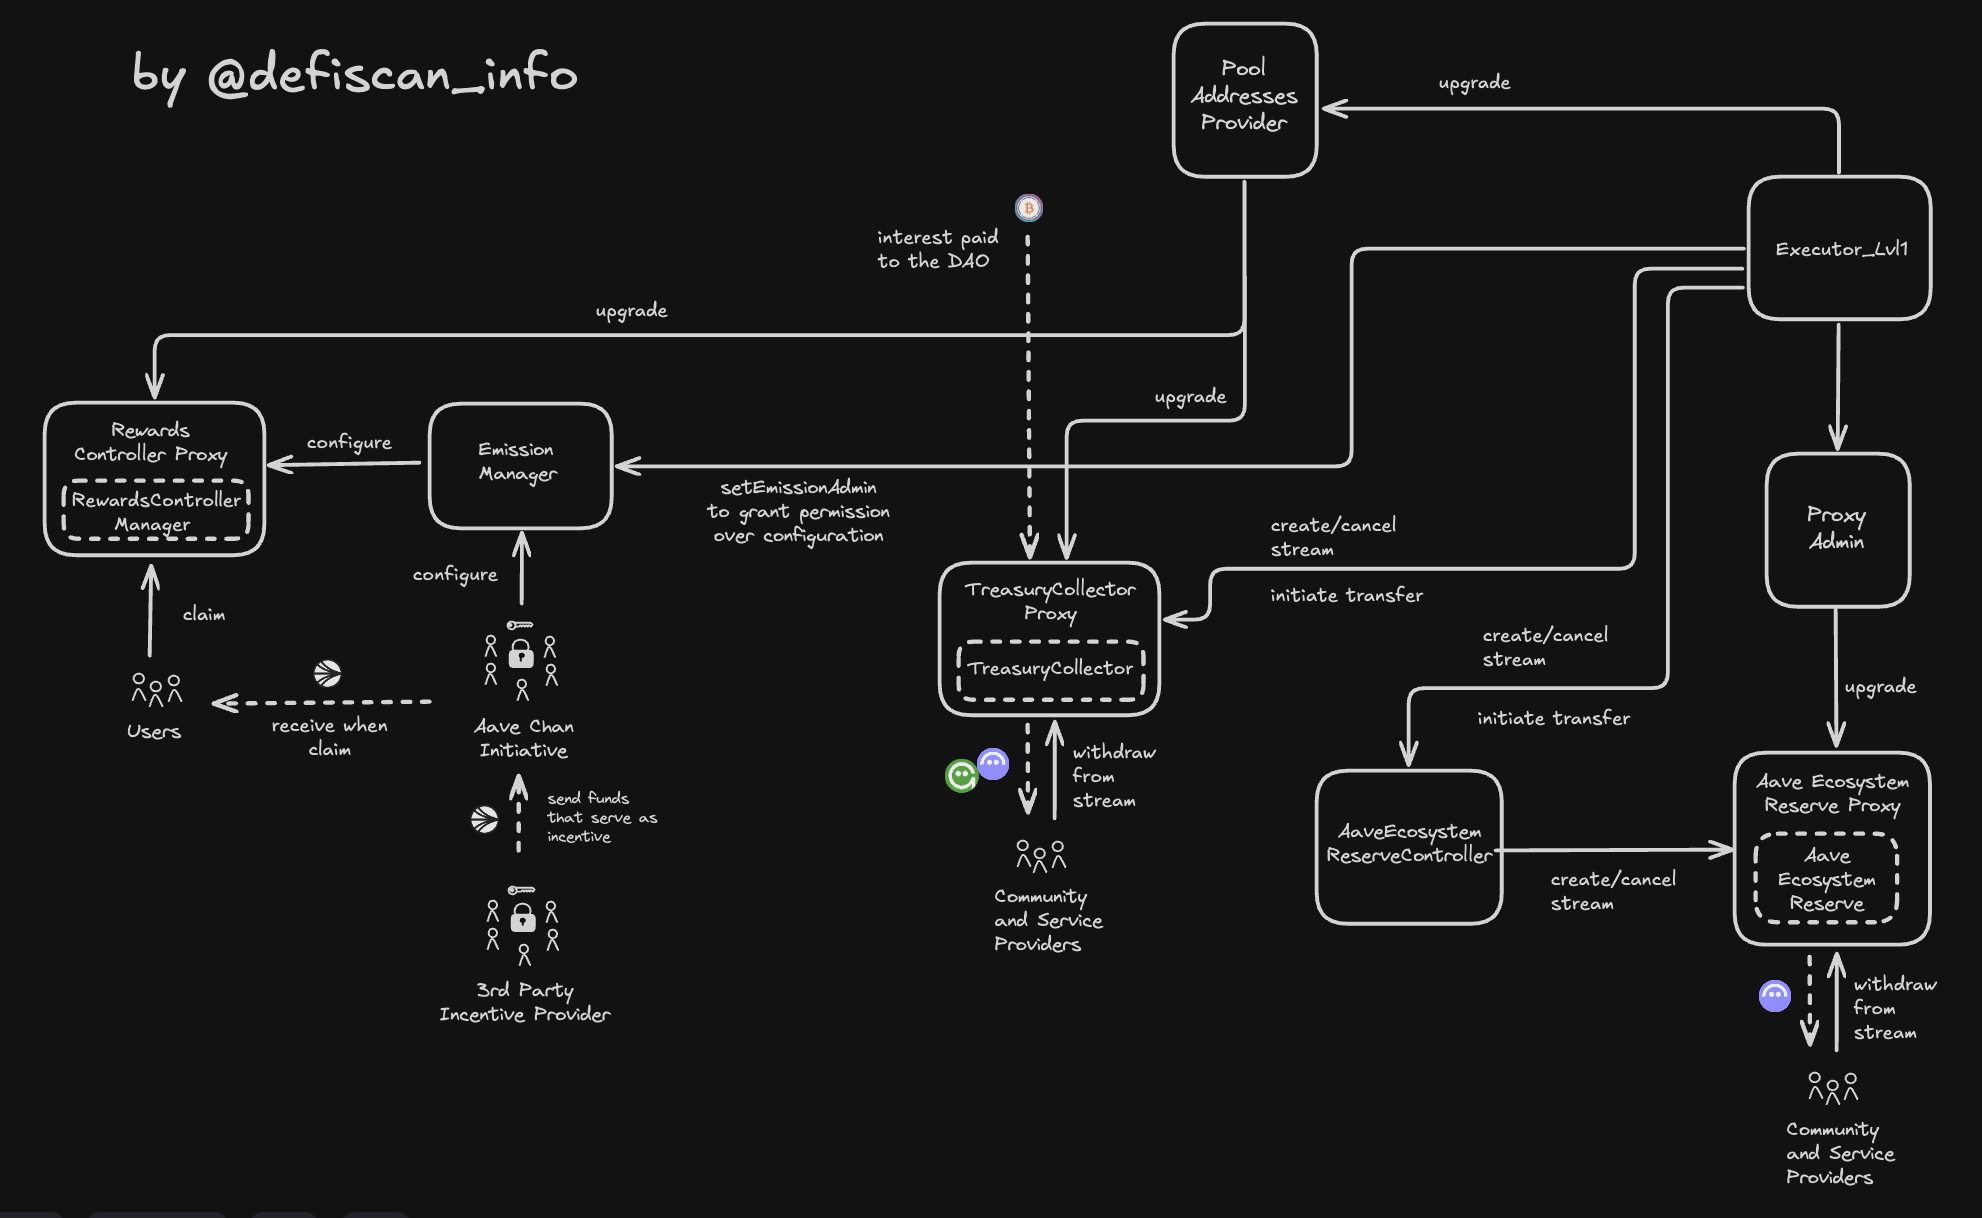 by @defiscan_info
Pool
Addresses
Provider
upgrade
Executor_Lvl1
interest paid
to the DAO
upgrade
upgrade
Rewards
Controller Proxy
RewardsController
Manager
configure
Emission
Manager
setEmissionAdmin
to grant permission
over configuration
create/cancel
stream
initiate transfer
Proxy
Admin
configure
claim
TreasuryCollector
Proxy
TreasuryCollector
create/cancel
stream
initiate transfer
upgrade
Users
receive when
claim
Aave Chan
Initiative
send funds
that serve as
incentive
withdraw
from
stream
AaveEcosystem
ReserveController
create/cancel
stream
Aave Ecosystem
Reserve Proxy
Aave
Ecosystem
Reserve
Community
and Service
Providers
3rd Party
Incentive Provider
withdraw
from
stream
Community
and Service
Providers